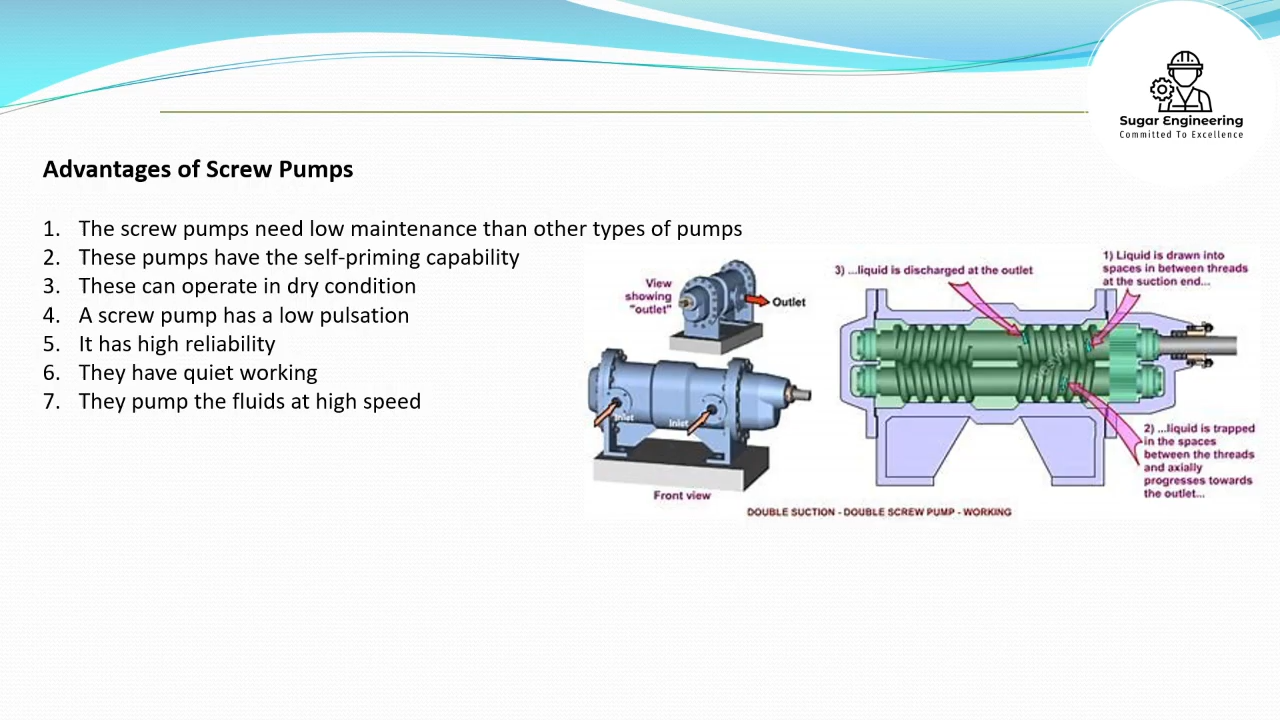 Sugar Engineering
Committed To Excellence
Advantages of Screw Pumps
1. The screw pumps need low maintenance than other types of pumps
2. These pumps have the self-priming capability
3. These can operate in dry condition
4. A screw pump has a low pulsation
5. It has high reliability
6. They have quiet working
7. They pump the fluids at high speed
View
showing
"outlet"
Outlet
Inlet
Inlet
Front view
3) ...liquid is discharged at the outlet
1) Liquid is drawn into
spaces in between threads
at the suction end...
2) ...liquid is trapped
in the spaces
between the threads
and axially
progresses towards
the outlet...
DOUBLE SUCTION - DOUBLE SCREW PUMP - WORKING